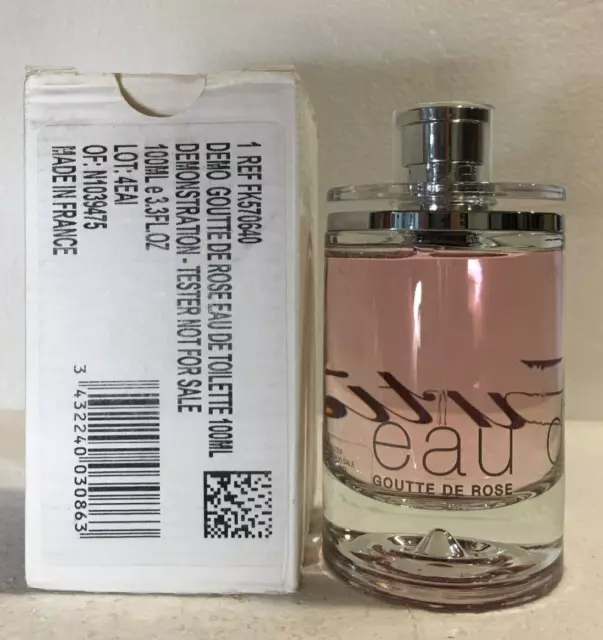 1 REF FK570640
DEMO GOUTTE DE ROSE EAU DE TOILETTE 100ML
DEMONSTRATION - TESTER NOT FOR SALE
100ML e 3.3FL.OZ
LOT: 4EAI
OF: N1039475
MADE IN FRANCE
3 432240 030863
eau d
GOUTTE DE ROSE